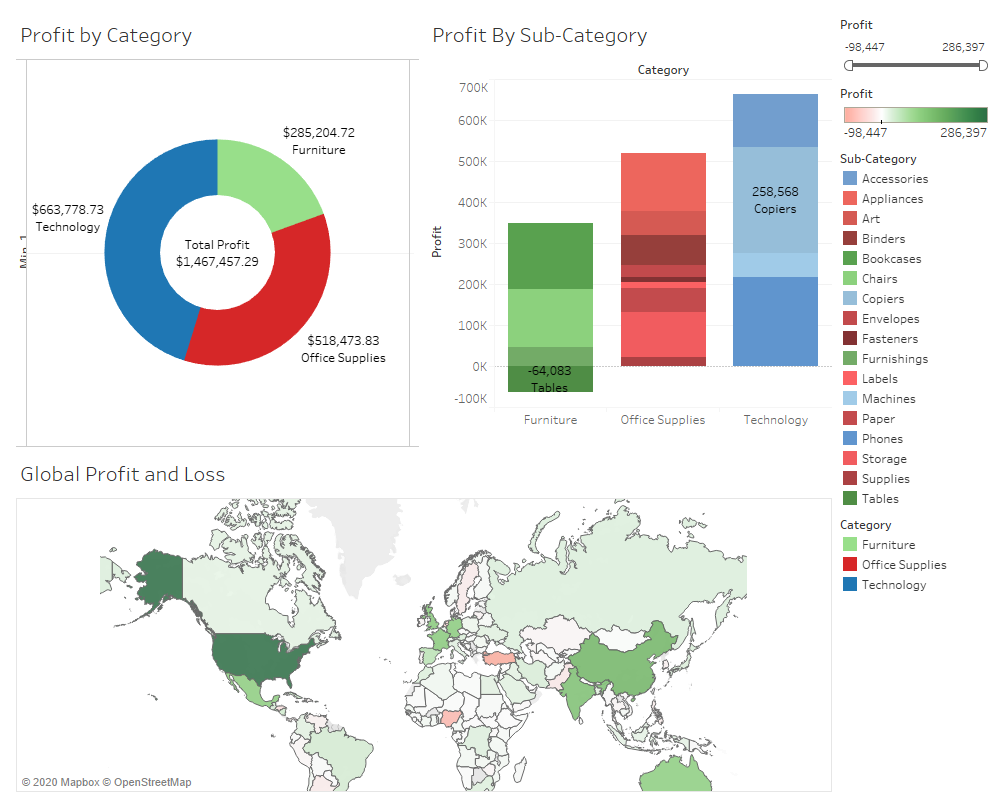 Profit by Category
$285,204.72
Furniture
$663,778.73
Technology
Total Profit
$1,467,457.29
$518,473.83
Office Supplies
Profit By Sub-Category
Category
Profit
700K
600K
500K
400K
300K
200K
100K
0K
-100K
258,568
Copiers
-64,083
Tables
Furniture
Office Supplies
Technology
Profit
-98,447
286,397
Profit
-98,447
286,397
Sub-Category
Accessories
Appliances
Art
Binders
Bookcases
Chairs
Copiers
Envelopes
Fasteners
Furnishings
Labels
Machines
Paper
Phones
Storage
Supplies
Tables
Category
Furniture
Office Supplies
Technology
Global Profit and Loss
© 2020 Mapbox © OpenStreetMap